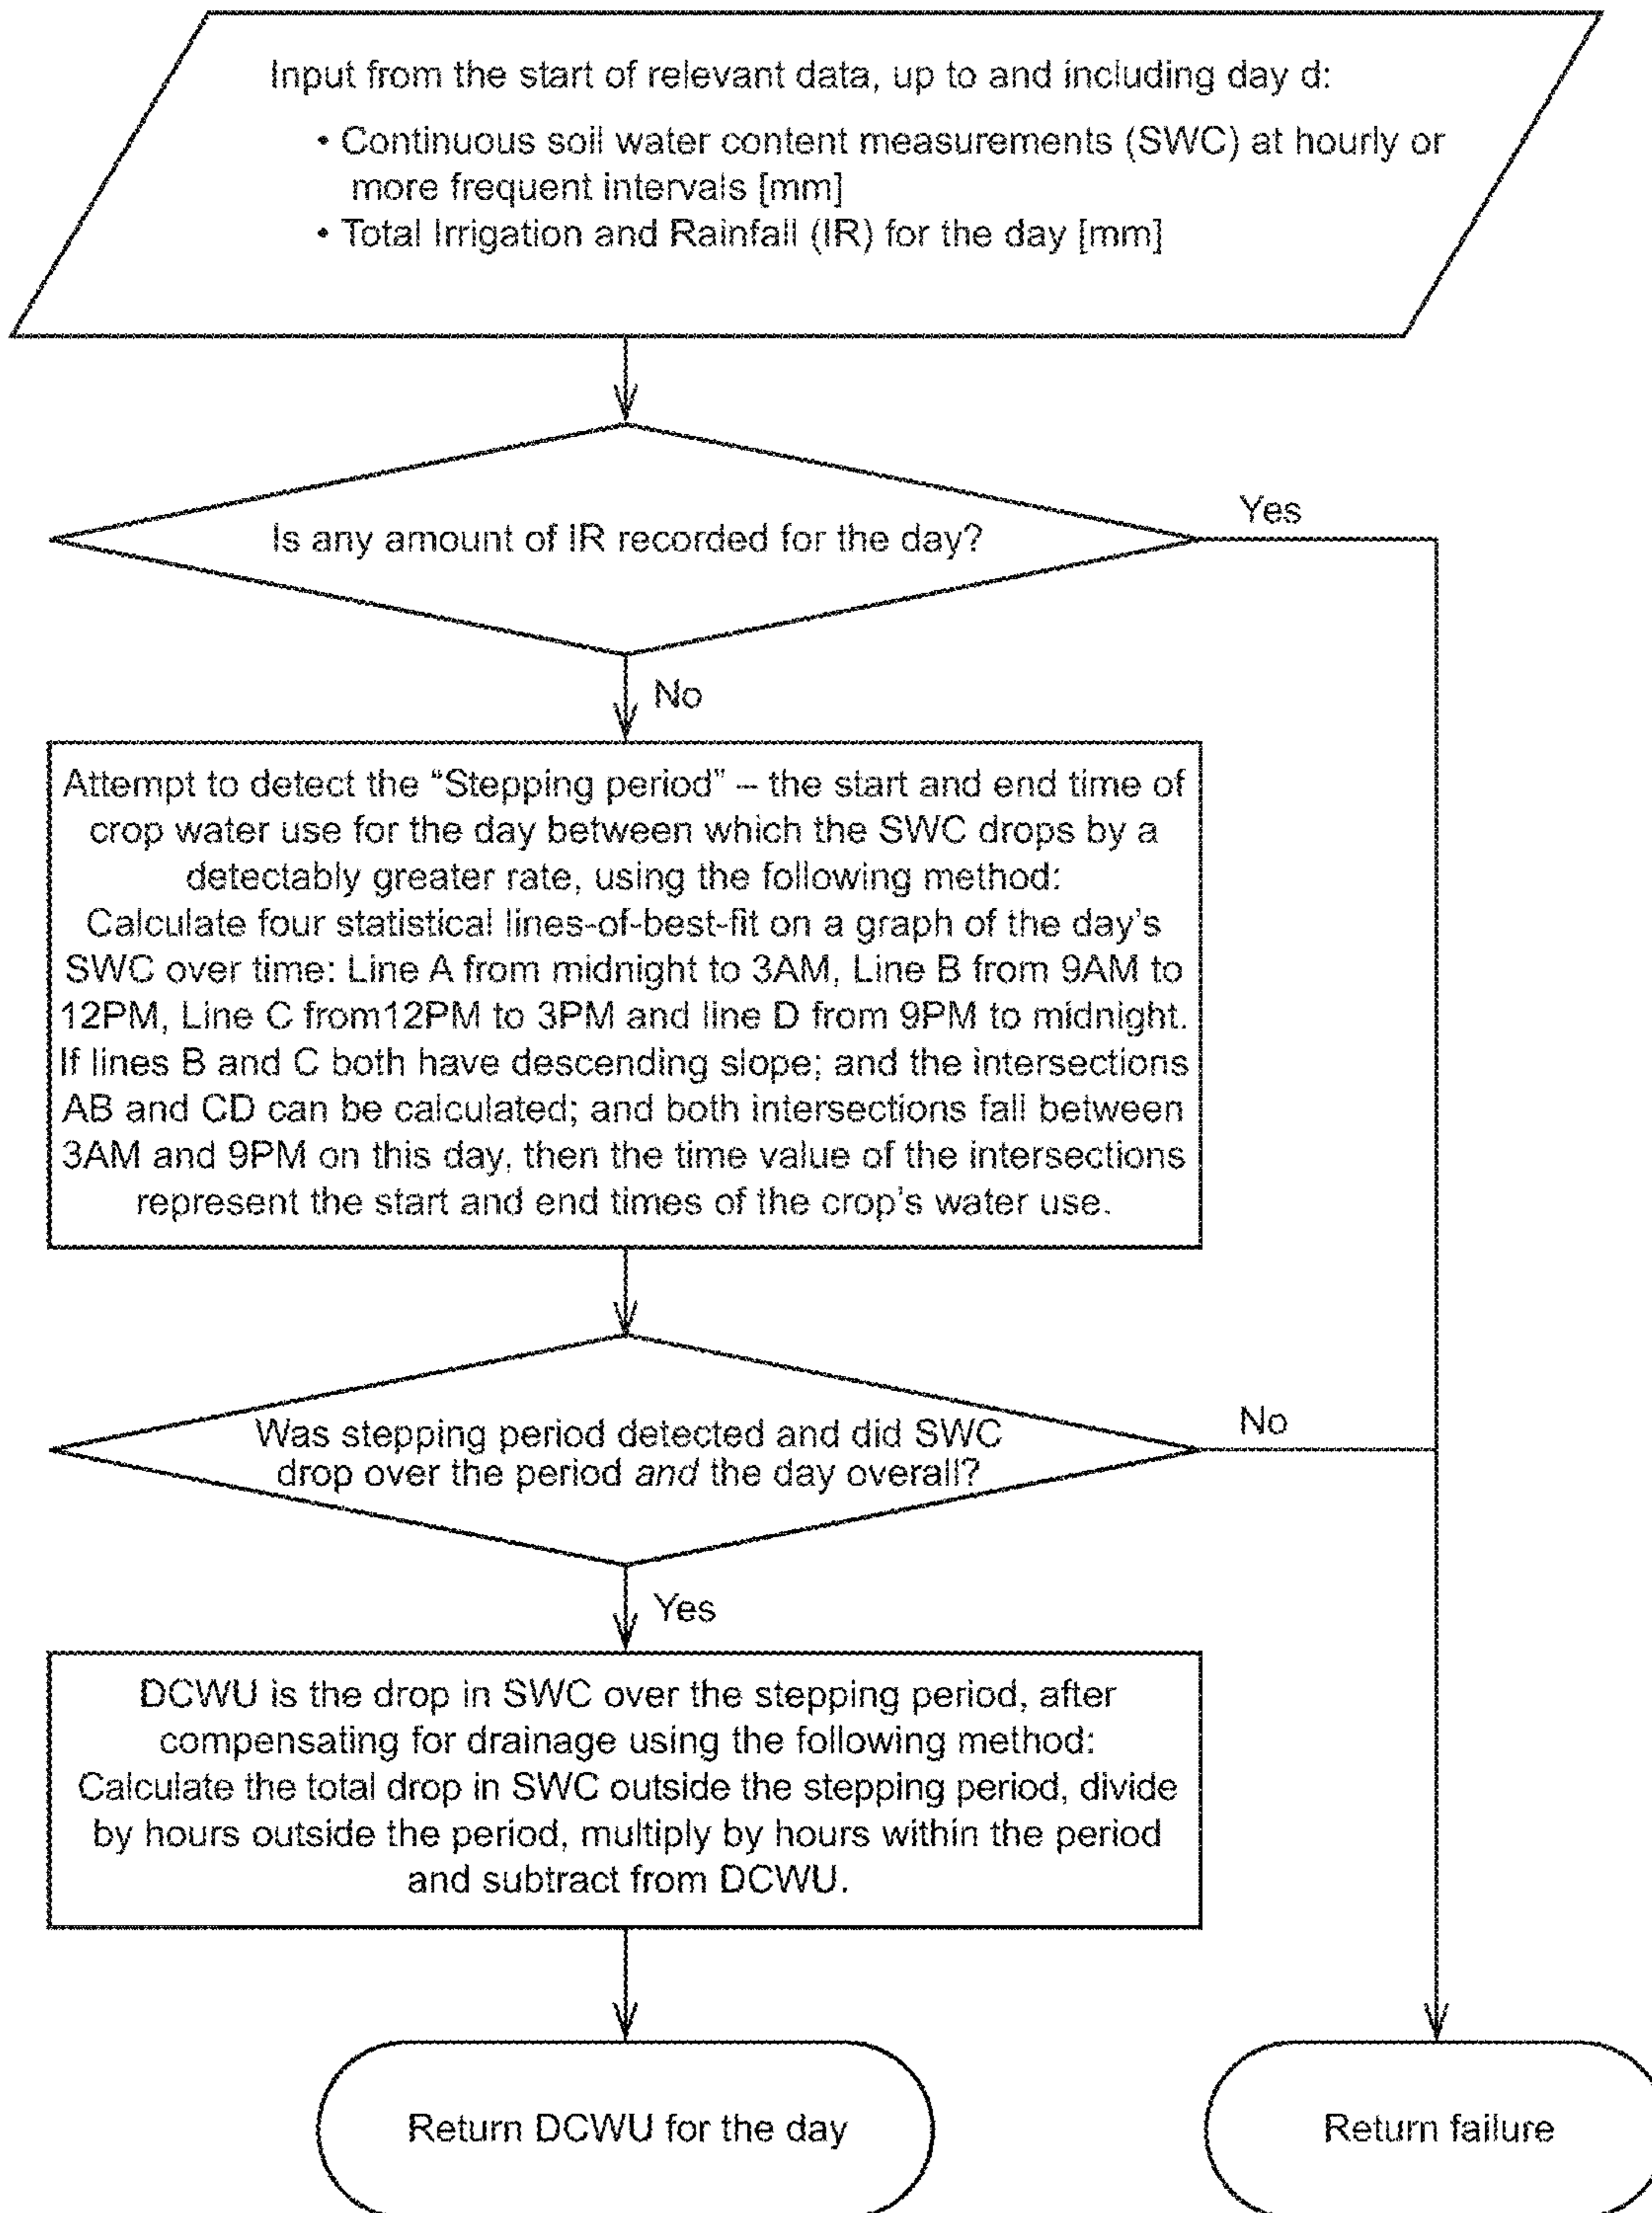 Input from the start of relevant data, up to and including day d:
• Continuous soil water content measurements (SWC) at hourly or
more frequent intervals [mm]
• Total Irrigation and Rainfall (IR) for the day [mm]
Is any amount of IR recorded for the day?
Yes
No
Attempt to detect the “Stepping period” – the start and end time of
crop water use for the day between which the SWC drops by a
detectably greater rate, using the following method:
Calculate four statistical lines-of-best-fit on a graph of the day's
SWC over time: Line A from midnight to 3AM, Line B from 9AM to
12PM, Line C from12PM to 3PM and line D from 9PM to midnight.
If lines B and C both have descending slope; and the intersections
AB and CD can be calculated; and both intersections fall between
3AM and 9PM on this day, then the time value of the intersections
represent the start and end times of the crop's water use.
Was stepping period detected and did SWC
drop over the period and the day overall?
No
Yes
DCWU is the drop in SWC over the stepping period, after
compensating for drainage using the following method:
Calculate the total drop in SWC outside the stepping period, divide
by hours outside the period, multiply by hours within the period
and subtract from DCWU.
Return DCWU for the day
Return failure